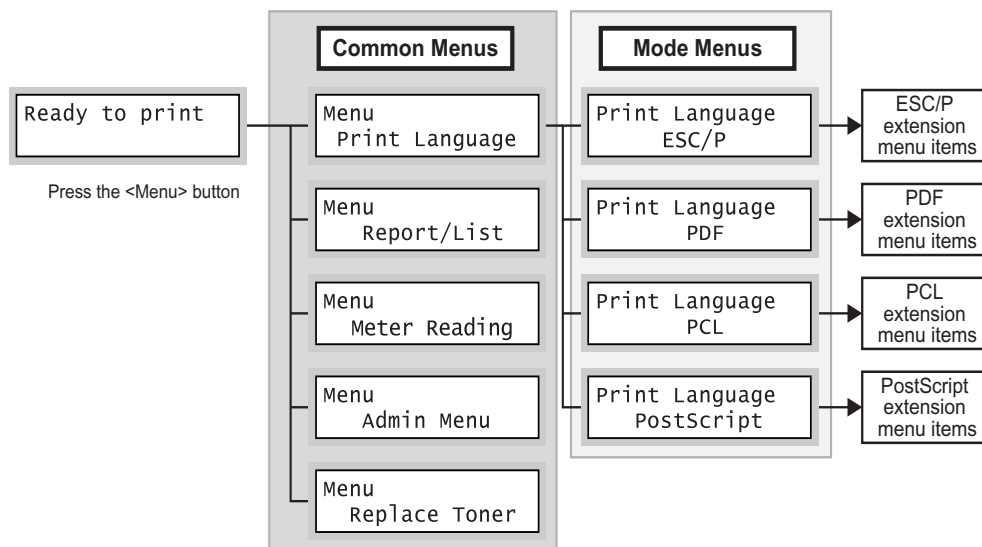 Common Menus
Mode Menus
Ready to print
Press the <Menu> button
Menu
Print Language
Menu
Report/List
Menu
Meter Reading
Menu
Admin Menu
Menu
Replace Toner
Print Language
ESC/P
Print Language
PDF
Print Language
PCL
Print Language
PostScript
ESC/P
extension
menu items
PDF
extension
menu items
PCL
extension
menu items
PostScript
extension
menu items